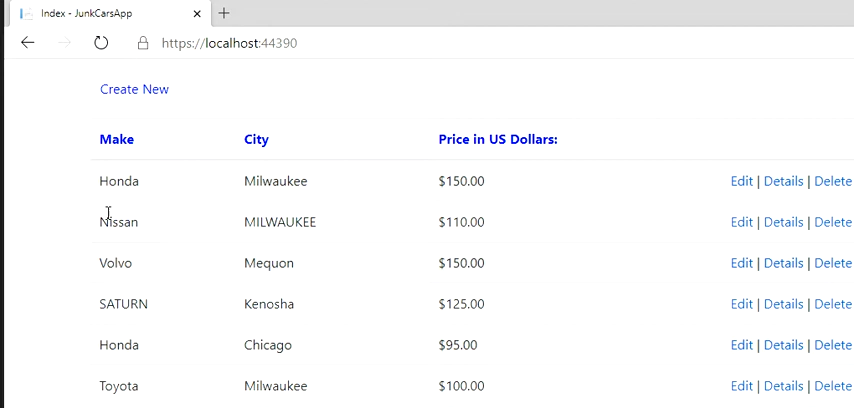 Index - JunkCarsApp
https://localhost:44390
Create New
Make City Price in US Dollars:
Honda Milwaukee $150.00 Edit | Details | Delete
Nissan MILWAUKEE $110.00 Edit | Details | Delete
Volvo Mequon $150.00 Edit | Details | Delete
SATURN Kenosha $125.00 Edit | Details | Delete
Honda Chicago $95.00 Edit | Details | Delete
Toyota Milwaukee $100.00 Edit | Details | Delete